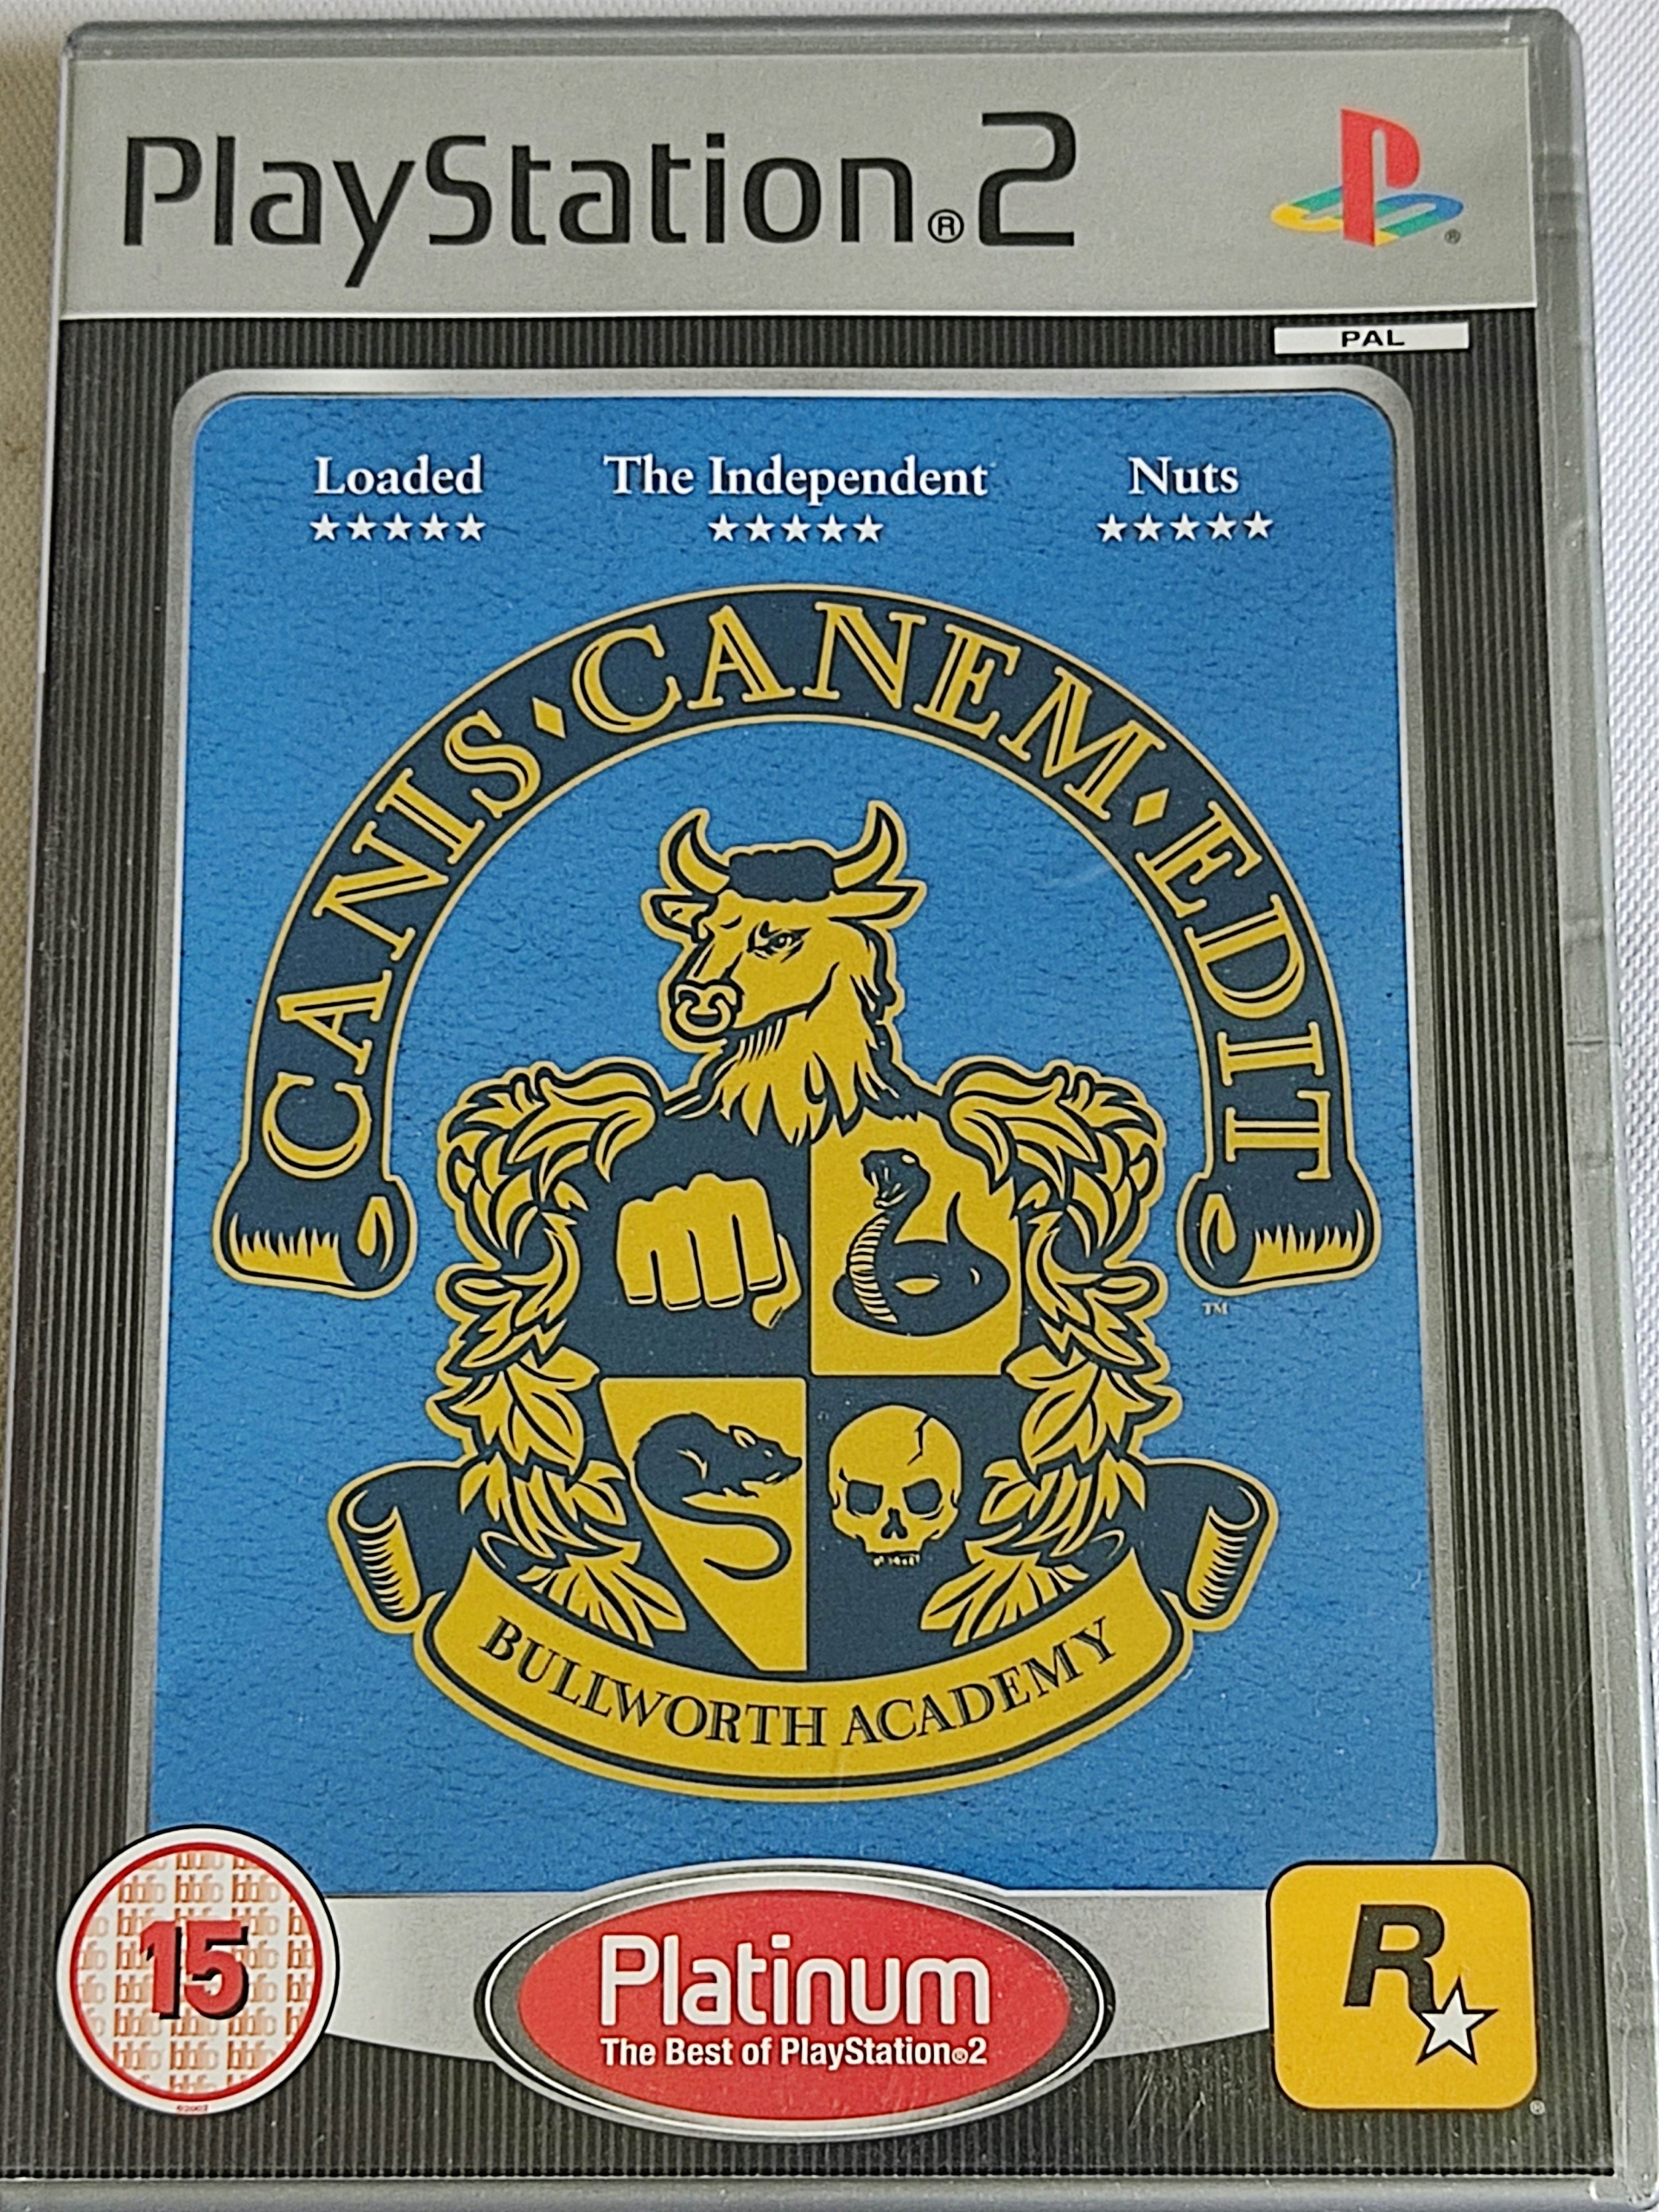 PlayStation®2
PAL
Loaded The Independent Nuts
★★★★★ ★★★★★ ★★★★★
CANIS·CANEM·EDIT
TM
BULLWORTH ACADEMY
15
Platinum
The Best of PlayStation®2
R★
®